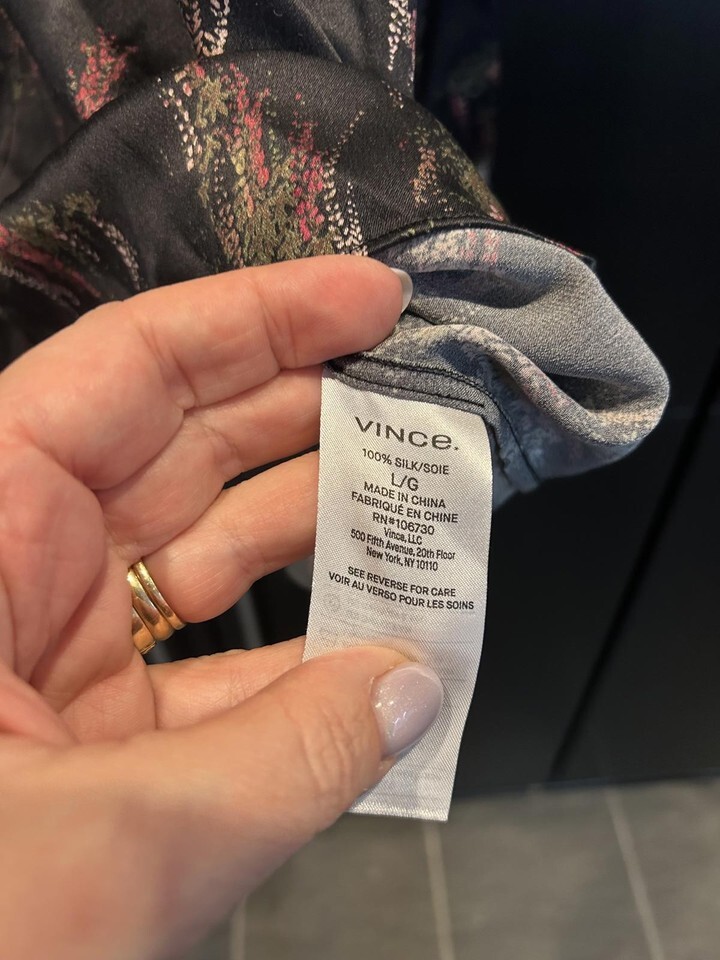 VINCE.
100% SILK/SOIE
L/G
MADE IN CHINA
FABRIQUÉ EN CHINE
RN#106730
Vince, LLC
500 Fifth Avenue, 20th Floor
New York, NY 10110
SEE REVERSE FOR CARE
VOIR AU VERSO POUR LES SOINS